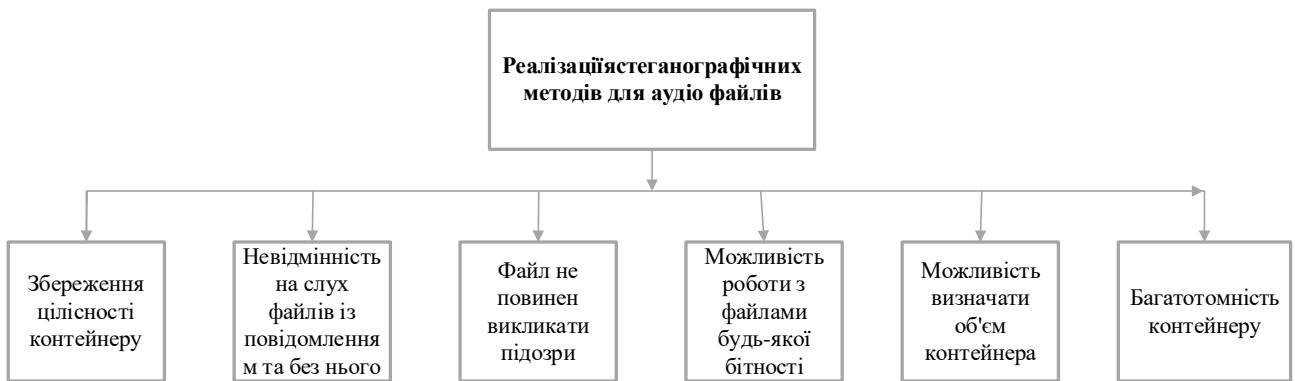 Реалізаціїястеганографічних
методів для аудіо файлів
Збереження
цілісності
контейнеру
Невідмінність
на слух
файлів із
повідомлення
м та без нього
Файл не
повинен
викликати
підозри
Можливість
роботи з
файлами
будь-якої
бітності
Можливість
визначати
об'єм
контейнера
Багатотомність
контейнеру